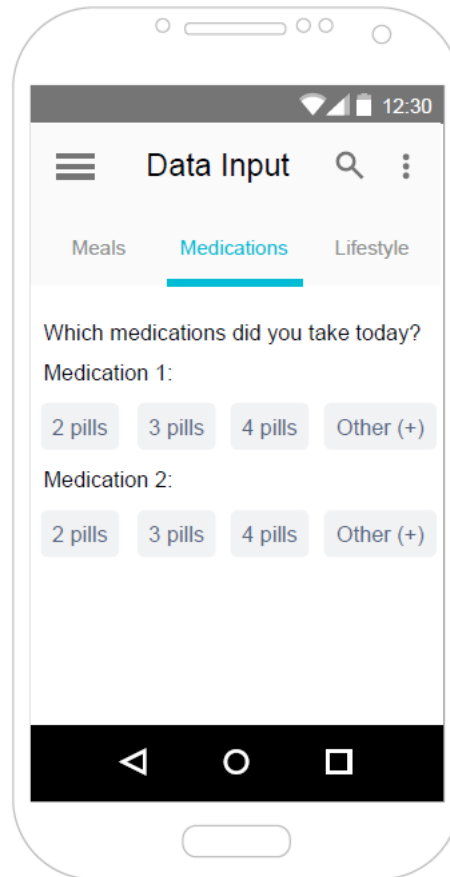 12:30
Data Input
Meals Medications Lifestyle
Which medications did you take today?
Medication 1:
2 pills 3 pills 4 pills Other (+)
Medication 2:
2 pills 3 pills 4 pills Other (+)